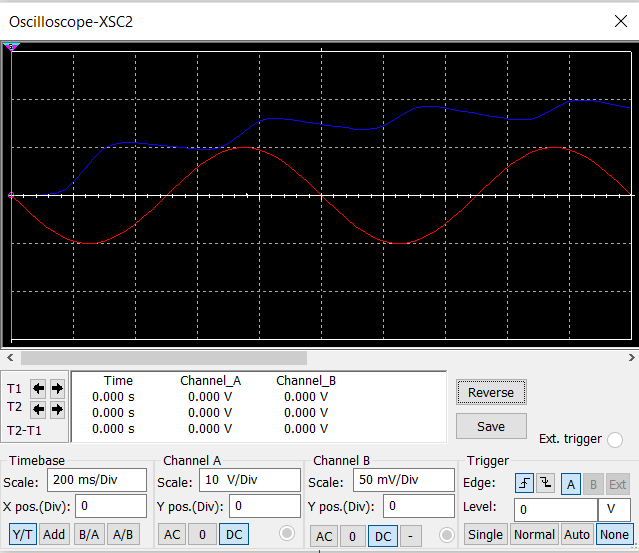 Oscilloscope-XSC2
Time Channel_A Channel_B
T1 0.000 s 0.000 V 0.000 V
T2 0.000 s 0.000 V 0.000 V
T2-T1 0.000 s 0.000 V 0.000 V
Reverse
Save
Ext. trigger
Timebase
Scale: 200 ms/Div
X pos.(Div): 0
Y/T Add B/A A/B
Channel A
Scale: 10 V/Div
Y pos.(Div): 0
AC 0 DC
Channel B
Scale: 50 mV/Div
Y pos.(Div): 0
AC 0 DC -
Trigger
Edge: A B Ext
Level: 0 V
Single Normal Auto None